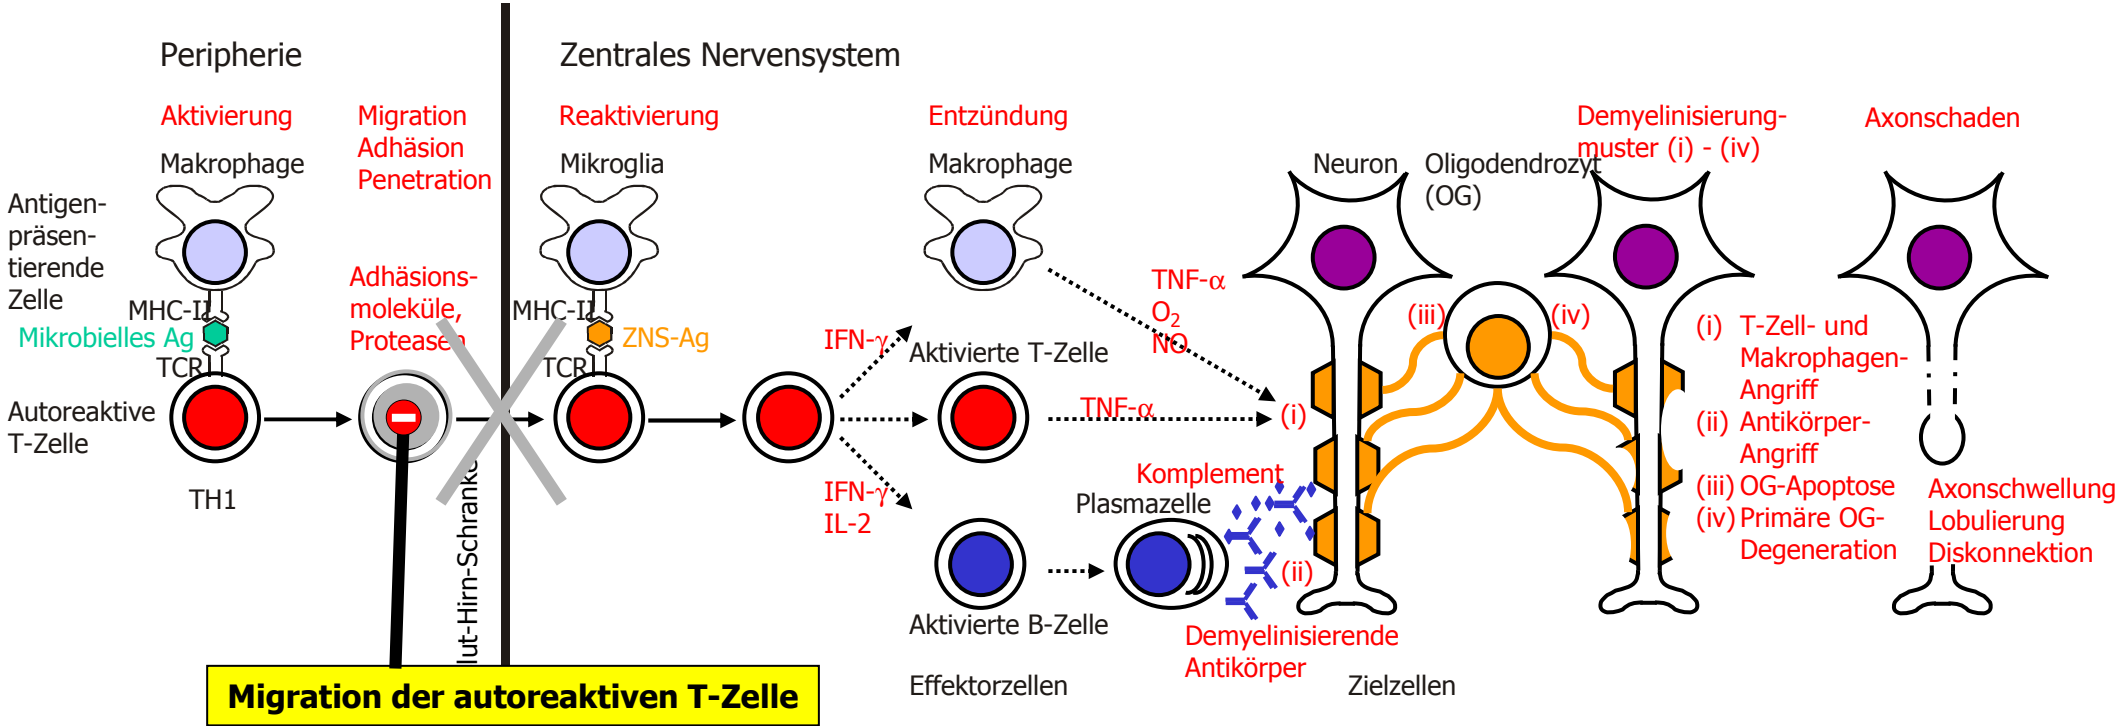 Peripherie
Zentrales Nervensystem
Aktivierung
Migration
Adhäsion
Penetration
Reaktivierung
Entzündung
Demyelinisierung-
muster (i) - (iv)
Axonschaden
Makrophage
Mikroglia
Makrophage
Neuron
Oligodendrozyt
(OG)
Antigen-
präsen-
tierende
Zelle
MHC-II
Mikrobielles Ag
TCR
Autoreaktive
T-Zelle
TH1
Adhäsions-
moleküle,
Proteasen
MHC-II
ZNS-Ag
TCR
lut-Hirn-Schranke
IFN-γ
IFN-γ
IL-2
Aktivierte T-Zelle
TNF-α
O2
NO
TNF-α
(i)
Komplement
Plasmazelle
(ii)
Aktivierte B-Zelle
Demyelinisierende
Antikörper
Effektorzellen
Zielzellen
(iii)
(iv)
(i) T-Zell- und
Makrophagen-
Angriff
(ii) Antikörper-
Angriff
(iii) OG-Apoptose
(iv) Primäre OG-
Degeneration
Axonschwellung
Lobulierung
Diskonnektion
Migration der autoreaktiven T-Zelle